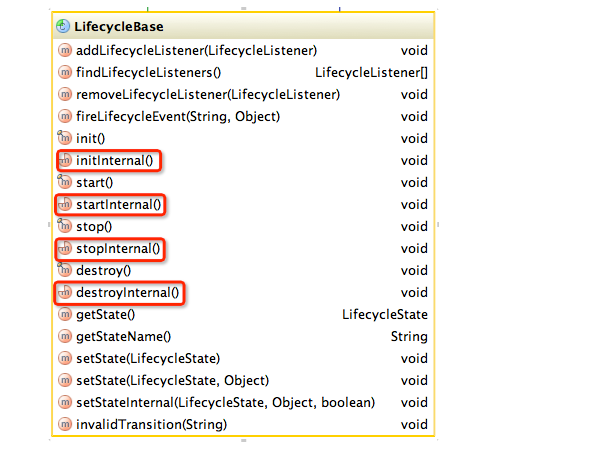 LifecycleBase
addLifecycleListener(LifecycleListener) void
findLifecycleListeners() LifecycleListener[]
removeLifecycleListener(LifecycleListener) void
fireLifecycleEvent(String, Object) void
init() void
initInternal() void
start() void
startInternal() void
stop() void
stopInternal() void
destroy() void
destroyInternal() void
getState() LifecycleState
getStateName() String
setState(LifecycleState) void
setState(LifecycleState, Object) void
setStateInternal(LifecycleState, Object, boolean) void
invalidTransition(String) void